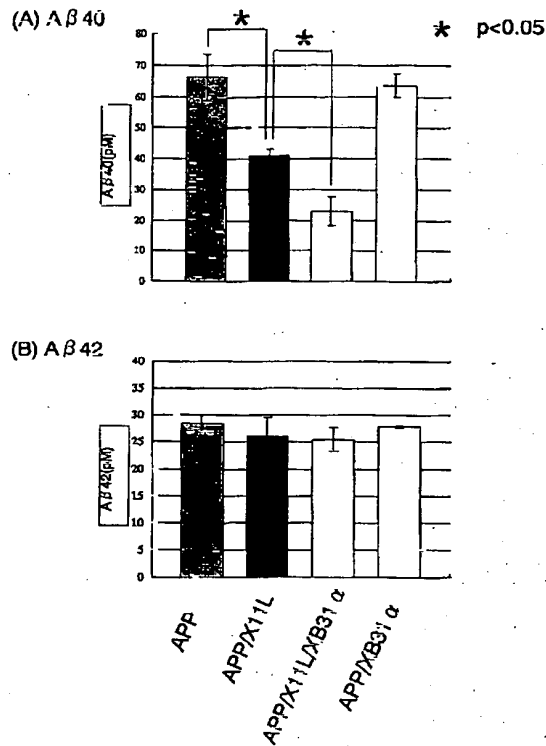 (A) Aβ40
* p<0.05
* *
80
70
60
50
40
30
20
10
0
Aβ40(pM)
(B) Aβ42
40
35
30
25
20
15
10
5
0
Aβ42(pM)
APP
APP/X11L
APP/X11L/XB31α
APP/XB31α